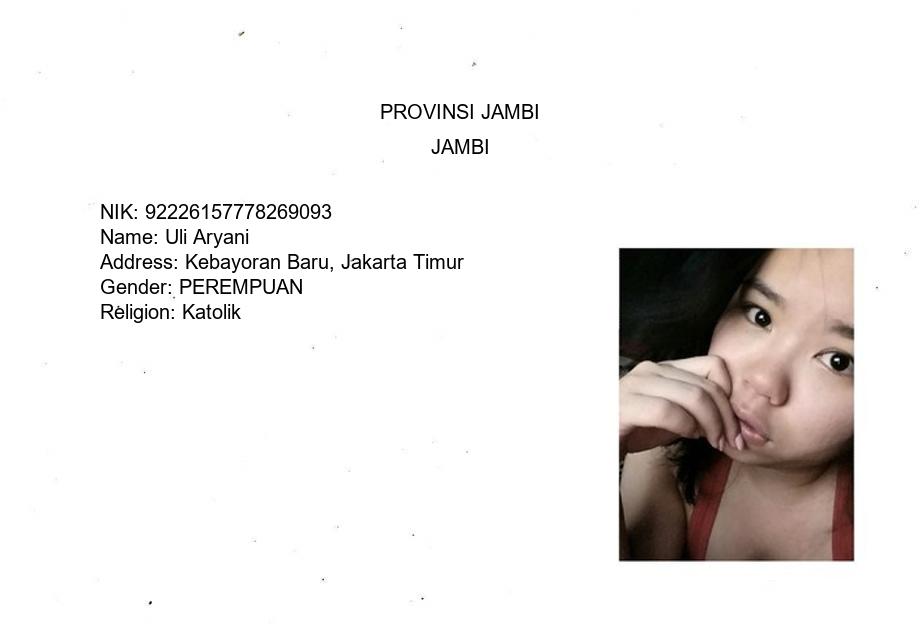 PROVINSI JAMBI
JAMBI
NIK: 92226157778269093
Name: Uli Aryani
Address: Kebayoran Baru, Jakarta Timur
Gender: PEREMPUAN
Religion: Katolik